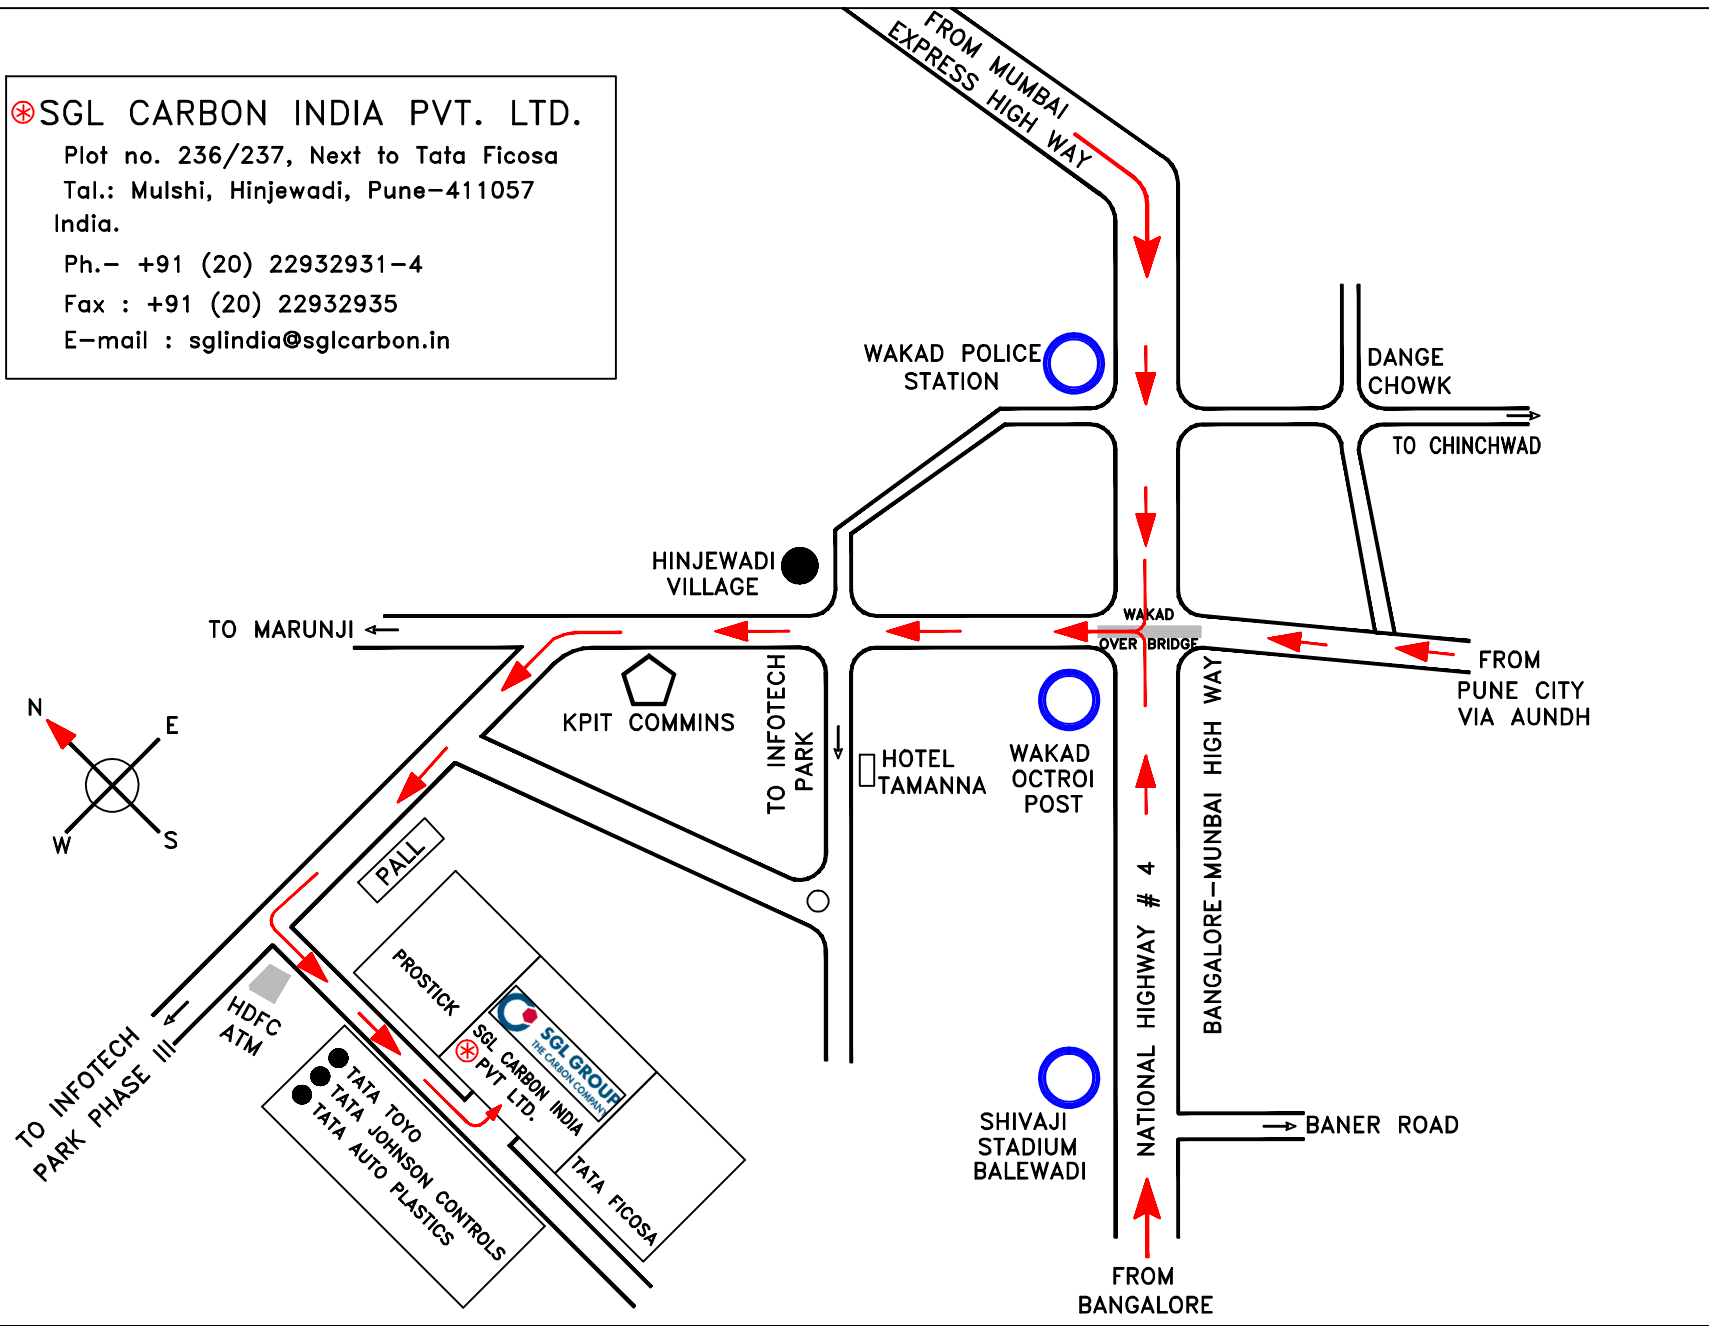 SGL CARBON INDIA PVT. LTD.
Plot no. 236/237, Next to Tata Ficosa
Tal.: Mulshi, Hinjewadi, Pune-411057
India.
Ph.- +91 (20) 22932931-4
Fax : +91 (20) 22932935
E-mail : sglindia@sglcarbon.in
FROM MUMBAI
EXPRESS HIGH WAY
WAKAD POLICE
STATION
DANGE
CHOWK
TO CHINCHWAD
HINJEWADI
VILLAGE
TO MARUNJI
WAKAD
OVER BRIDGE
FROM
PUNE CITY
VIA AUNDH
KPIT COMMINS
TO INFOTECH
PARK
HOTEL
TAMANNA
WAKAD
OCTROI
POST
BANGALORE-MUNBAI HIGH WAY
NATIONAL HIGHWAY # 4
N
E
W
S
PALL
PROSTICK
SGL GROUP
THE CARBON COMPANY
SGL CARBON INDIA
PVT LTD.
TATA FICOSA
HDFC
ATM
TO INFOTECH
PARK PHASE III
TATA TOYO
TATA JOHNSON CONTROLS
TATA AUTO PLASTICS
SHIVAJI
STADIUM
BALEWADI
BANER ROAD
FROM
BANGALORE